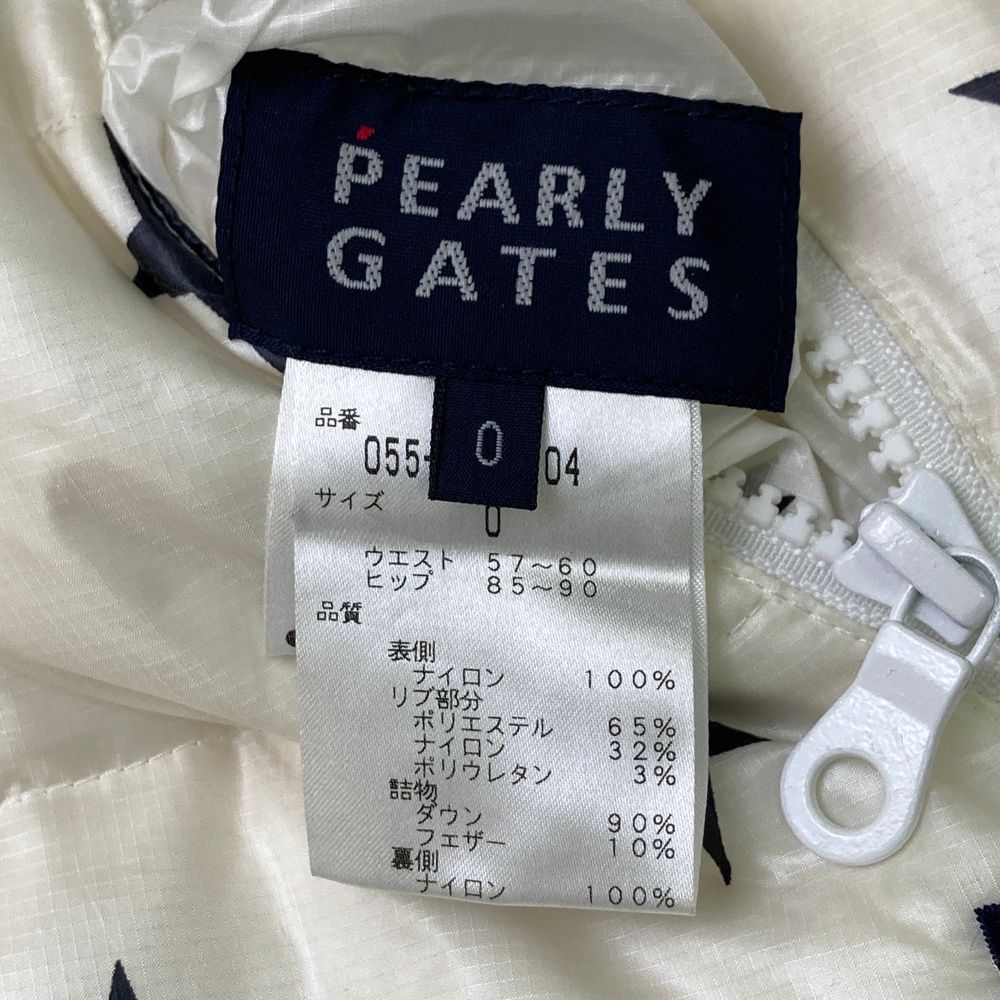 PEARLY
GATES
0
品番
055- 04
サイズ
0
ウエスト 57~60
ヒップ 85~90
品質
表側
ナイロン 100%
リブ部分
ポリエステル 65%
ナイロン 32%
ポリウレタン 3%
詰物
ダウン 90%
フェザー 10%
裏側
ナイロン 100%